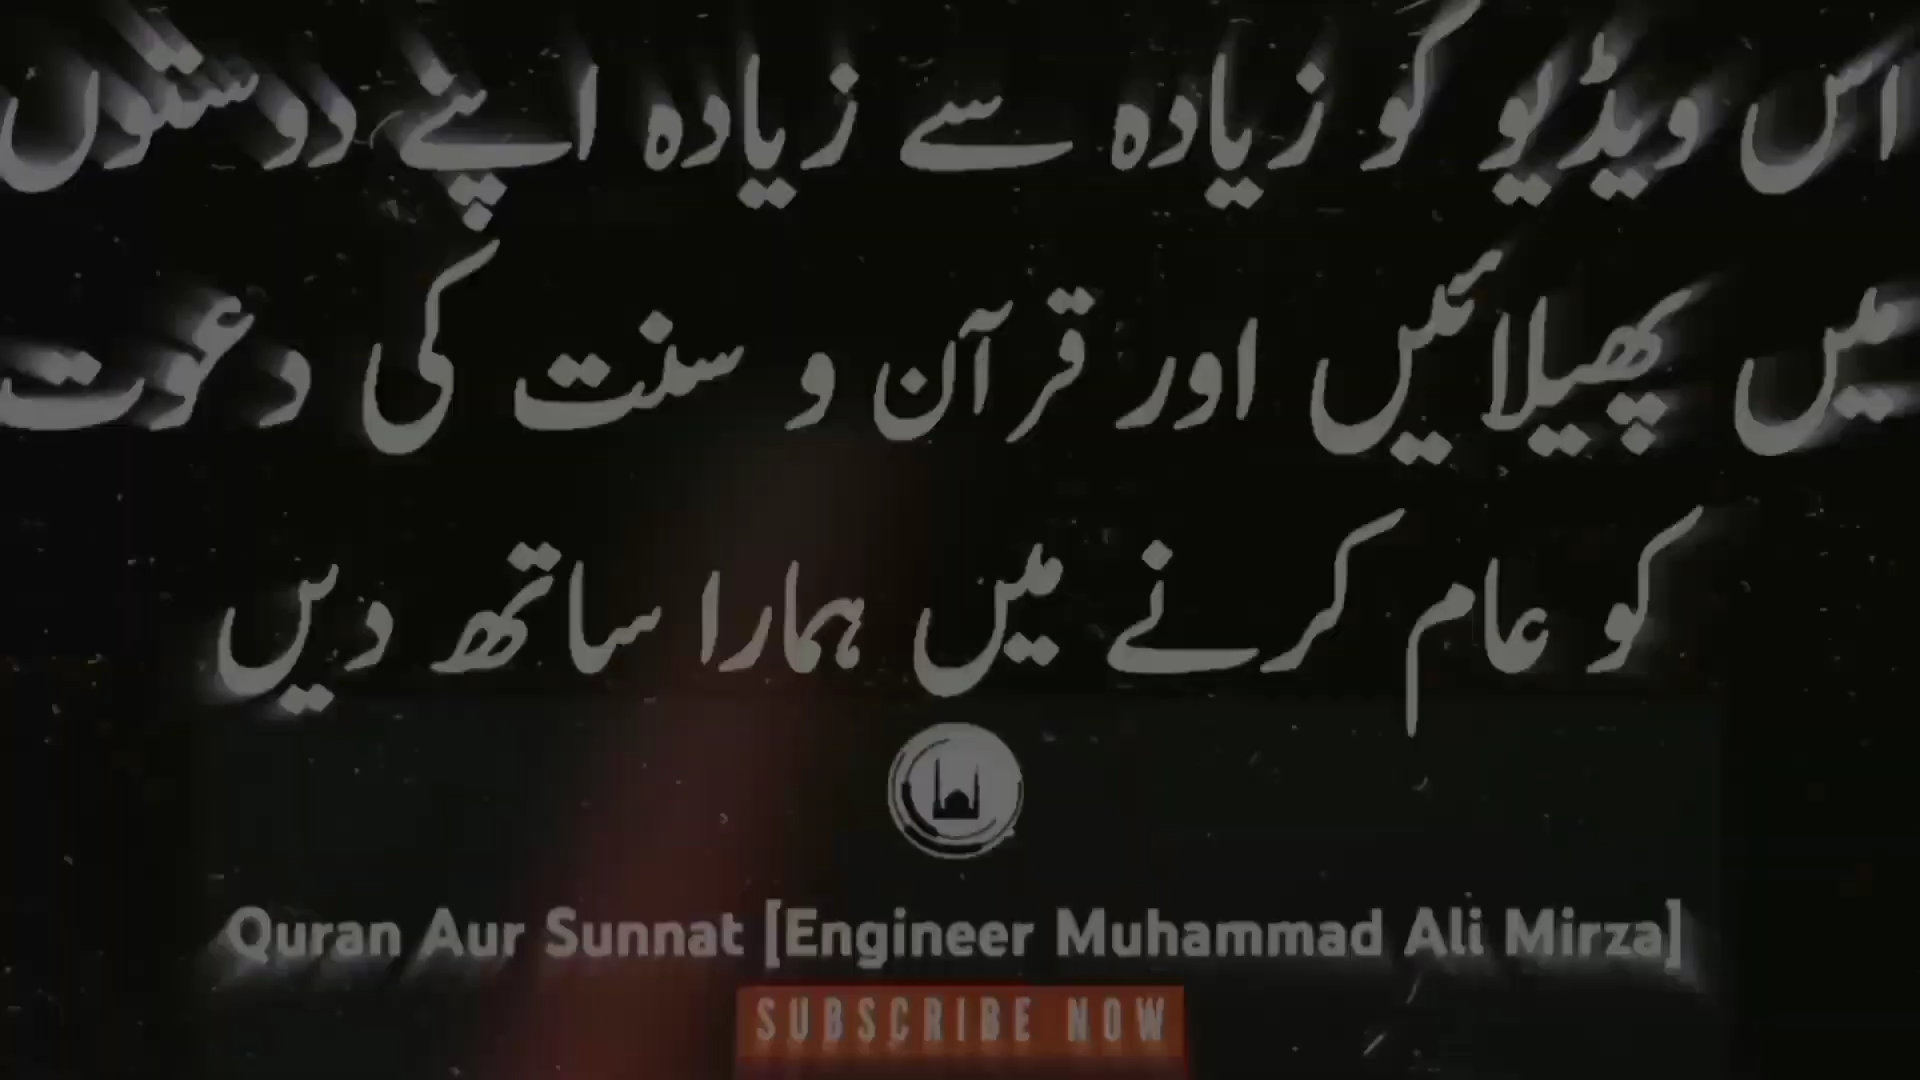 اس ویڈیو کو زیادہ سے زیادہ اپنے دوستوں
میں پھیلائیں اور قرآن و سنت کی دعوت
کو عام کرنے میں ہمارا ساتھ دیں
Quran Aur Sunnat [Engineer Muhammad Ali Mirza]
SUBSCRIBE NOW